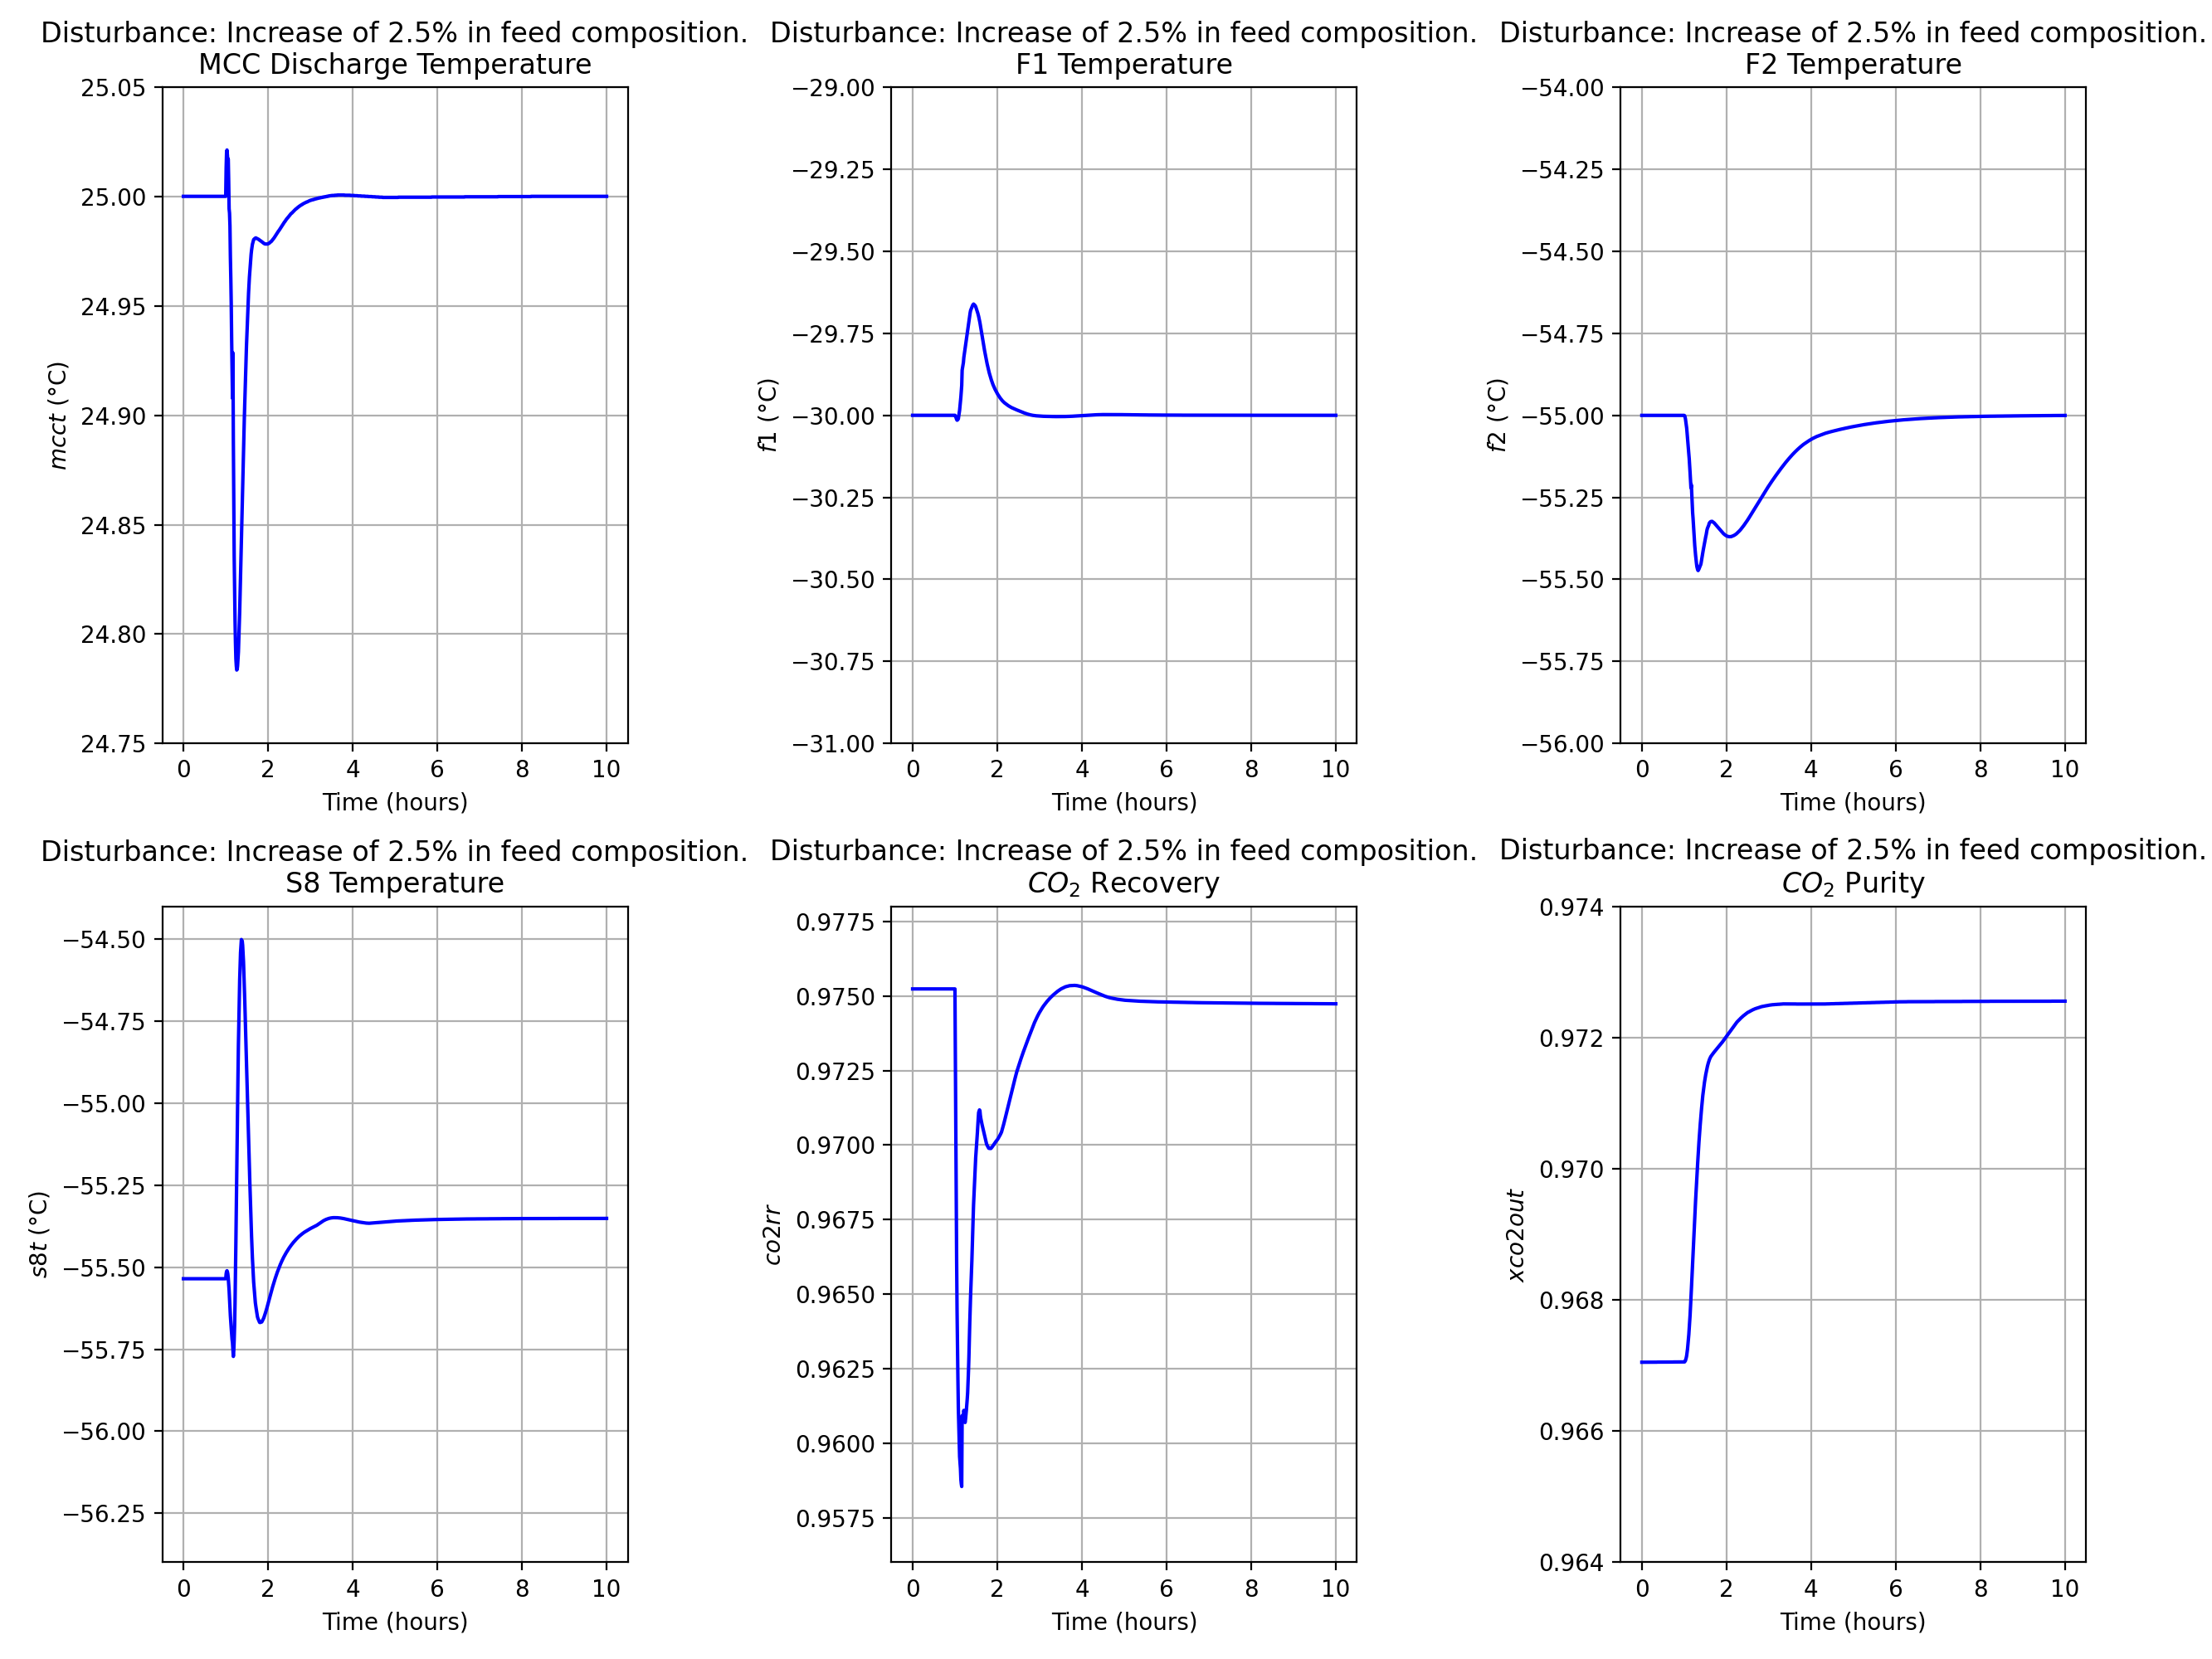 Disturbance: Increase of 2.5% in feed composition.
MCC Discharge Temperature
25.05
25.00
24.95
24.90
24.85
24.80
24.75
mcct (°C)
0 2 4 6 8 10
Time (hours)
Disturbance: Increase of 2.5% in feed composition.
F1 Temperature
−29.00
−29.25
−29.50
−29.75
−30.00
−30.25
−30.50
−30.75
−31.00
f1 (°C)
0 2 4 6 8 10
Time (hours)
Disturbance: Increase of 2.5% in feed composition.
F2 Temperature
−54.00
−54.25
−54.50
−54.75
−55.00
−55.25
−55.50
−55.75
−56.00
f2 (°C)
0 2 4 6 8 10
Time (hours)
Disturbance: Increase of 2.5% in feed composition.
S8 Temperature
−54.50
−54.75
−55.00
−55.25
−55.50
−55.75
−56.00
−56.25
s8t (°C)
0 2 4 6 8 10
Time (hours)
Disturbance: Increase of 2.5% in feed composition.
CO₂ Recovery
0.9775
0.9750
0.9725
0.9700
0.9675
0.9650
0.9625
0.9600
0.9575
co2rr
0 2 4 6 8 10
Time (hours)
Disturbance: Increase of 2.5% in feed composition.
CO₂ Purity
0.974
0.972
0.970
0.968
0.966
0.964
xco2out
0 2 4 6 8 10
Time (hours)